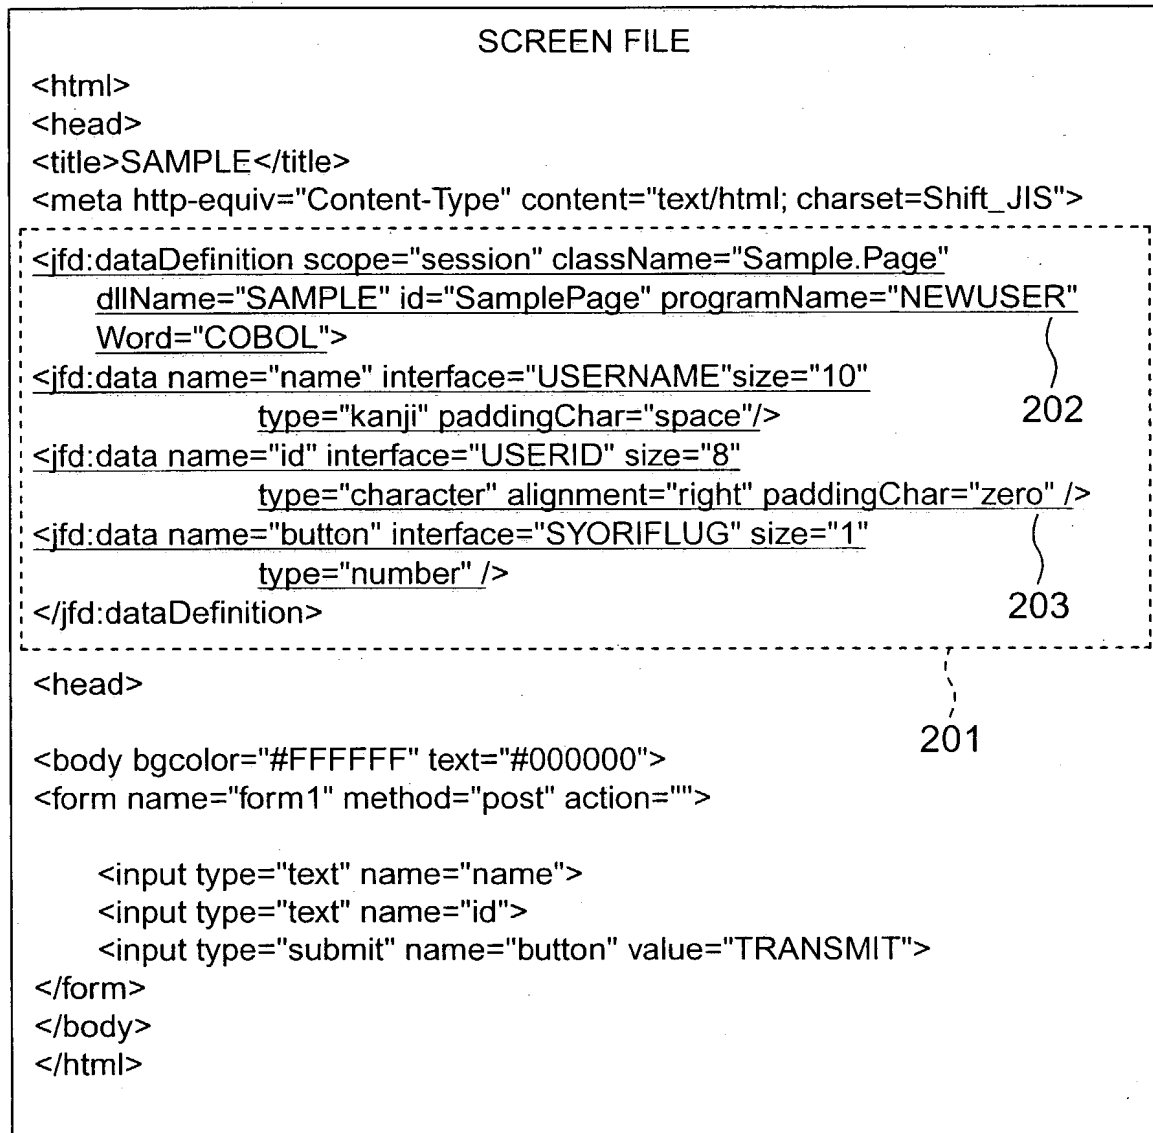 SCREEN FILE
<html>
<head>
<title>SAMPLE</title>
<meta http-equiv="Content-Type" content="text/html; charset=Shift_JIS">
<jfd:dataDefinition scope="session" className="Sample.Page"
dllName="SAMPLE" id="SamplePage" programName="NEWUSER"
Word="COBOL">
<jfd:data name="name" interface="USERNAME"size="10"
type="kanji" paddingChar="space"/>
202
<jfd:data name="id" interface="USERID" size="8"
type="character" alignment="right" paddingChar="zero" />
<jfd:data name="button" interface="SYORIFLUG" size="1"
type="number" />
</jfd:dataDefinition>
203
<head>
201
<body bgcolor="#FFFFFF" text="#000000">
<form name="form1" method="post" action="">
<input type="text" name="name">
<input type="text" name="id">
<input type="submit" name="button" value="TRANSMIT">
</form>
</body>
</html>